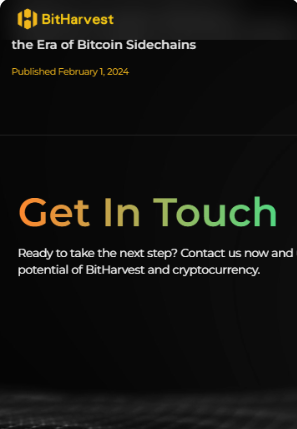 BitHarvest
the Era of Bitcoin Sidechains
Published February 1, 2024
Get In Touch
Ready to take the next step? Contact us now and
potential of BitHarvest and cryptocurrency.